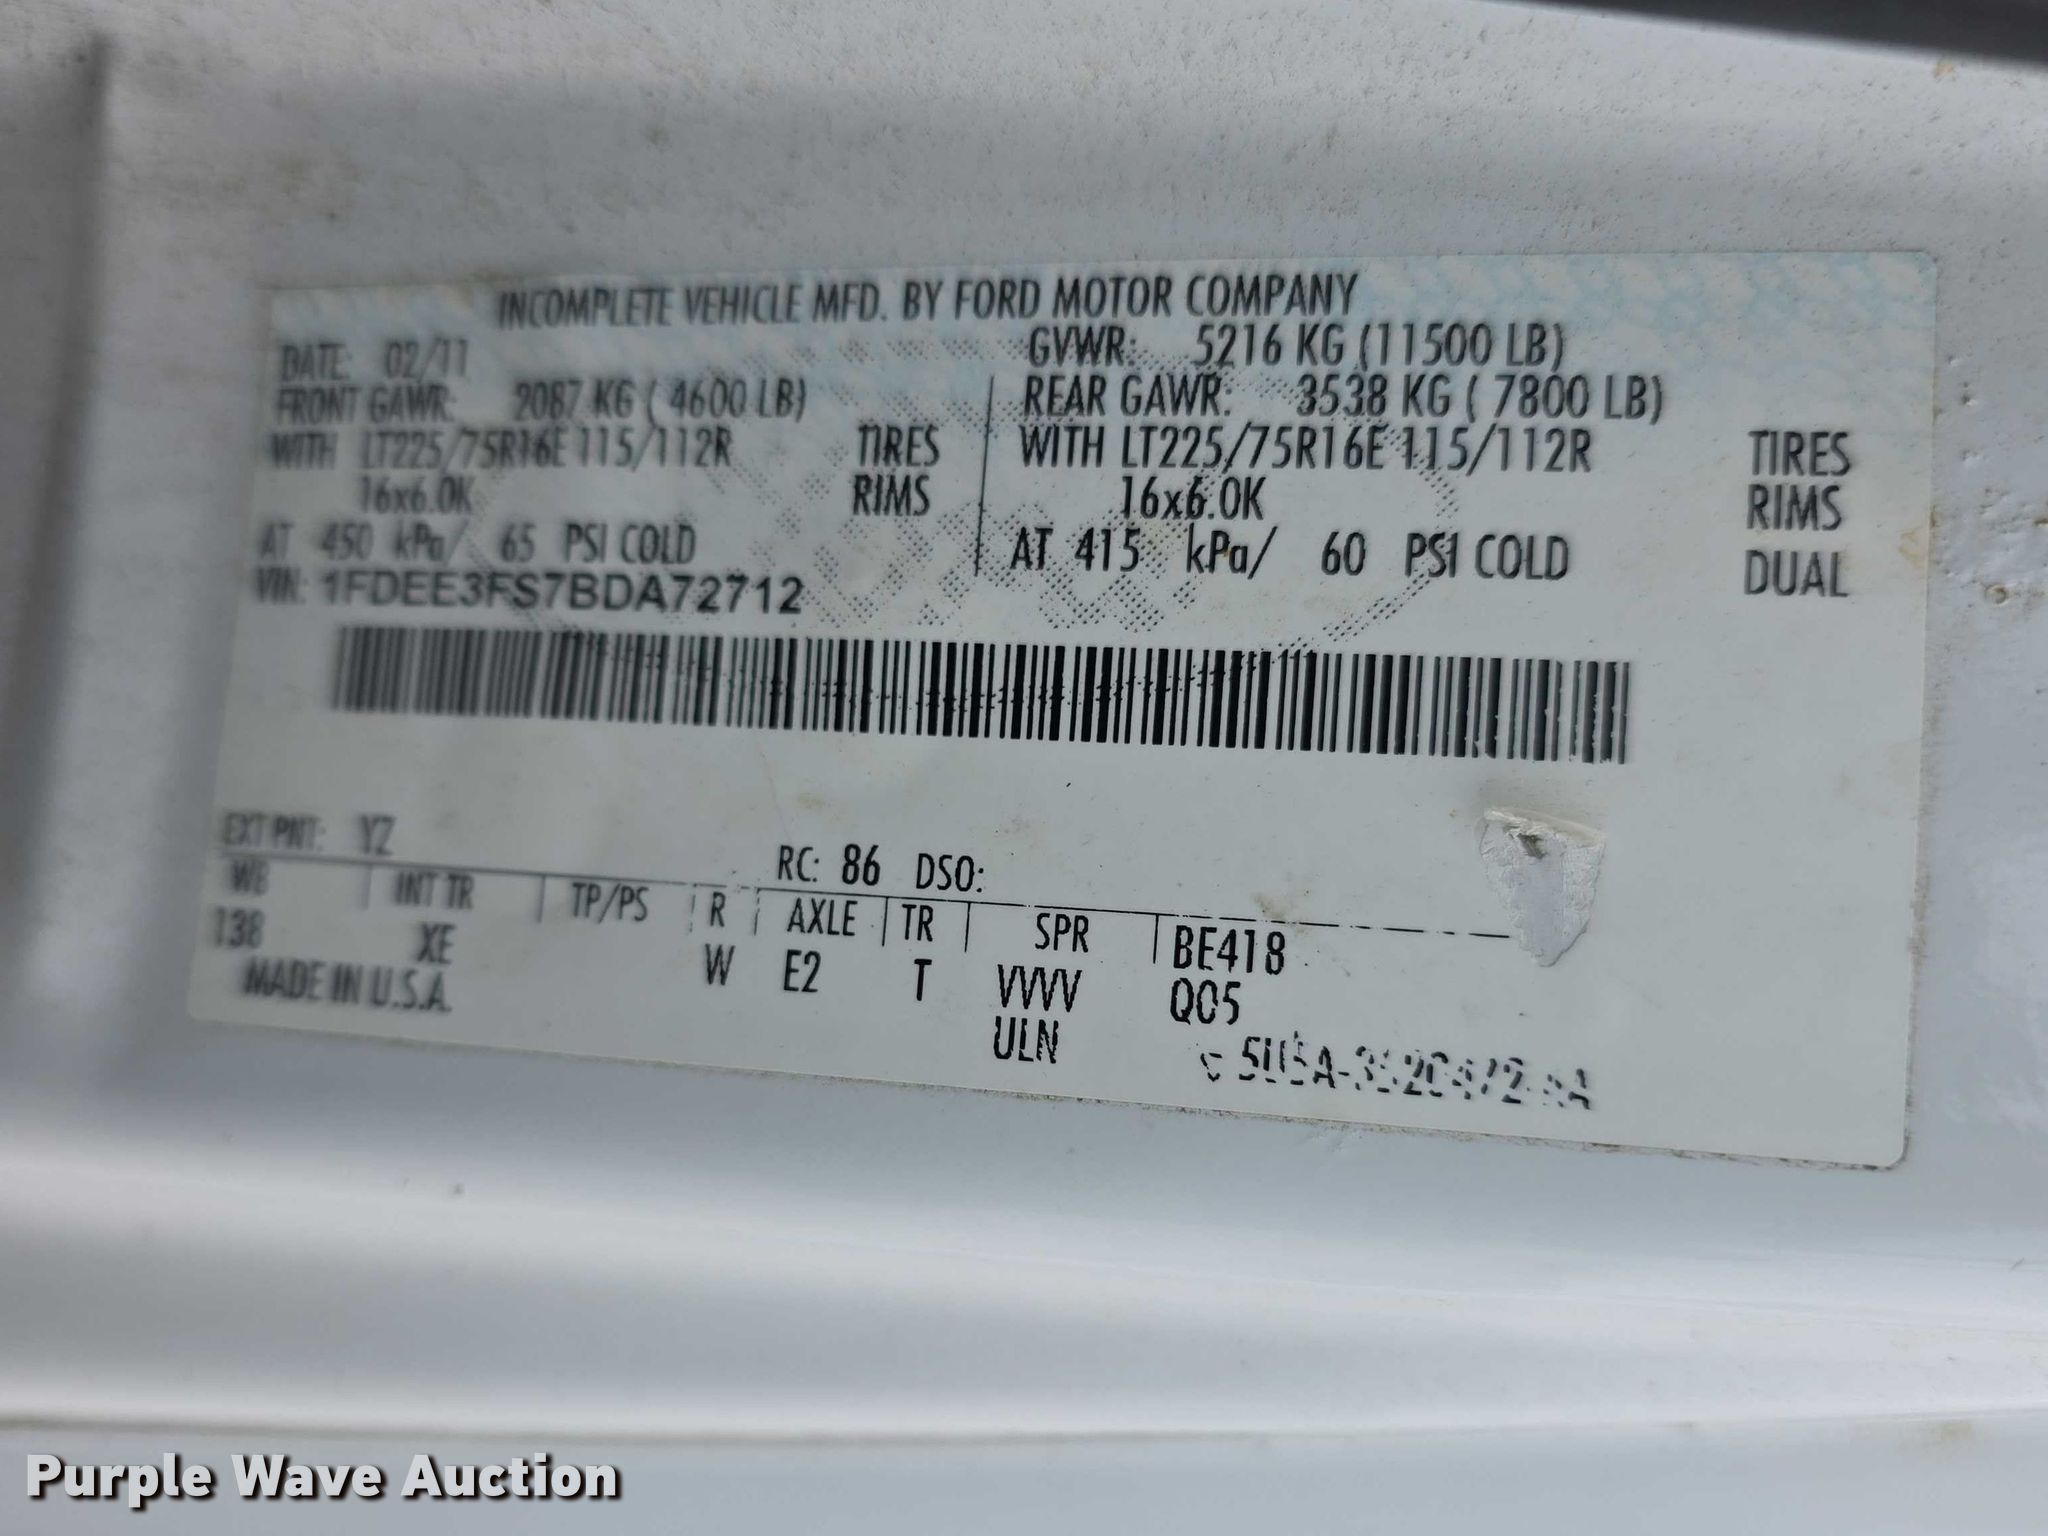 INCOMPLETE VEHICLE MFD. BY FORD MOTOR COMPANY
DATE: 02/11 GVWR: 5216 KG (11500 LB)
FRONT GAWR: 2087 KG ( 4600 LB) REAR GAWR: 3538 KG ( 7800 LB)
WITH LT225/75R16E 115/112R TIRES WITH LT225/75R16E 115/112R TIRES
16x6.0K RIMS 16x6.0K RIMS
AT 450 kPa/ 65 PSI COLD AT 415 kPa/ 60 PSI COLD DUAL
VIN: 1FDEE3FS7BDA72712
EXT PNT: YZ RC: 86 DSO:
WB INT TR TP/PS R AXLE TR SPR BE418
138 XE W E2 T VVVV Q05
MADE IN U.S.A. ULN
Purple Wave Auction